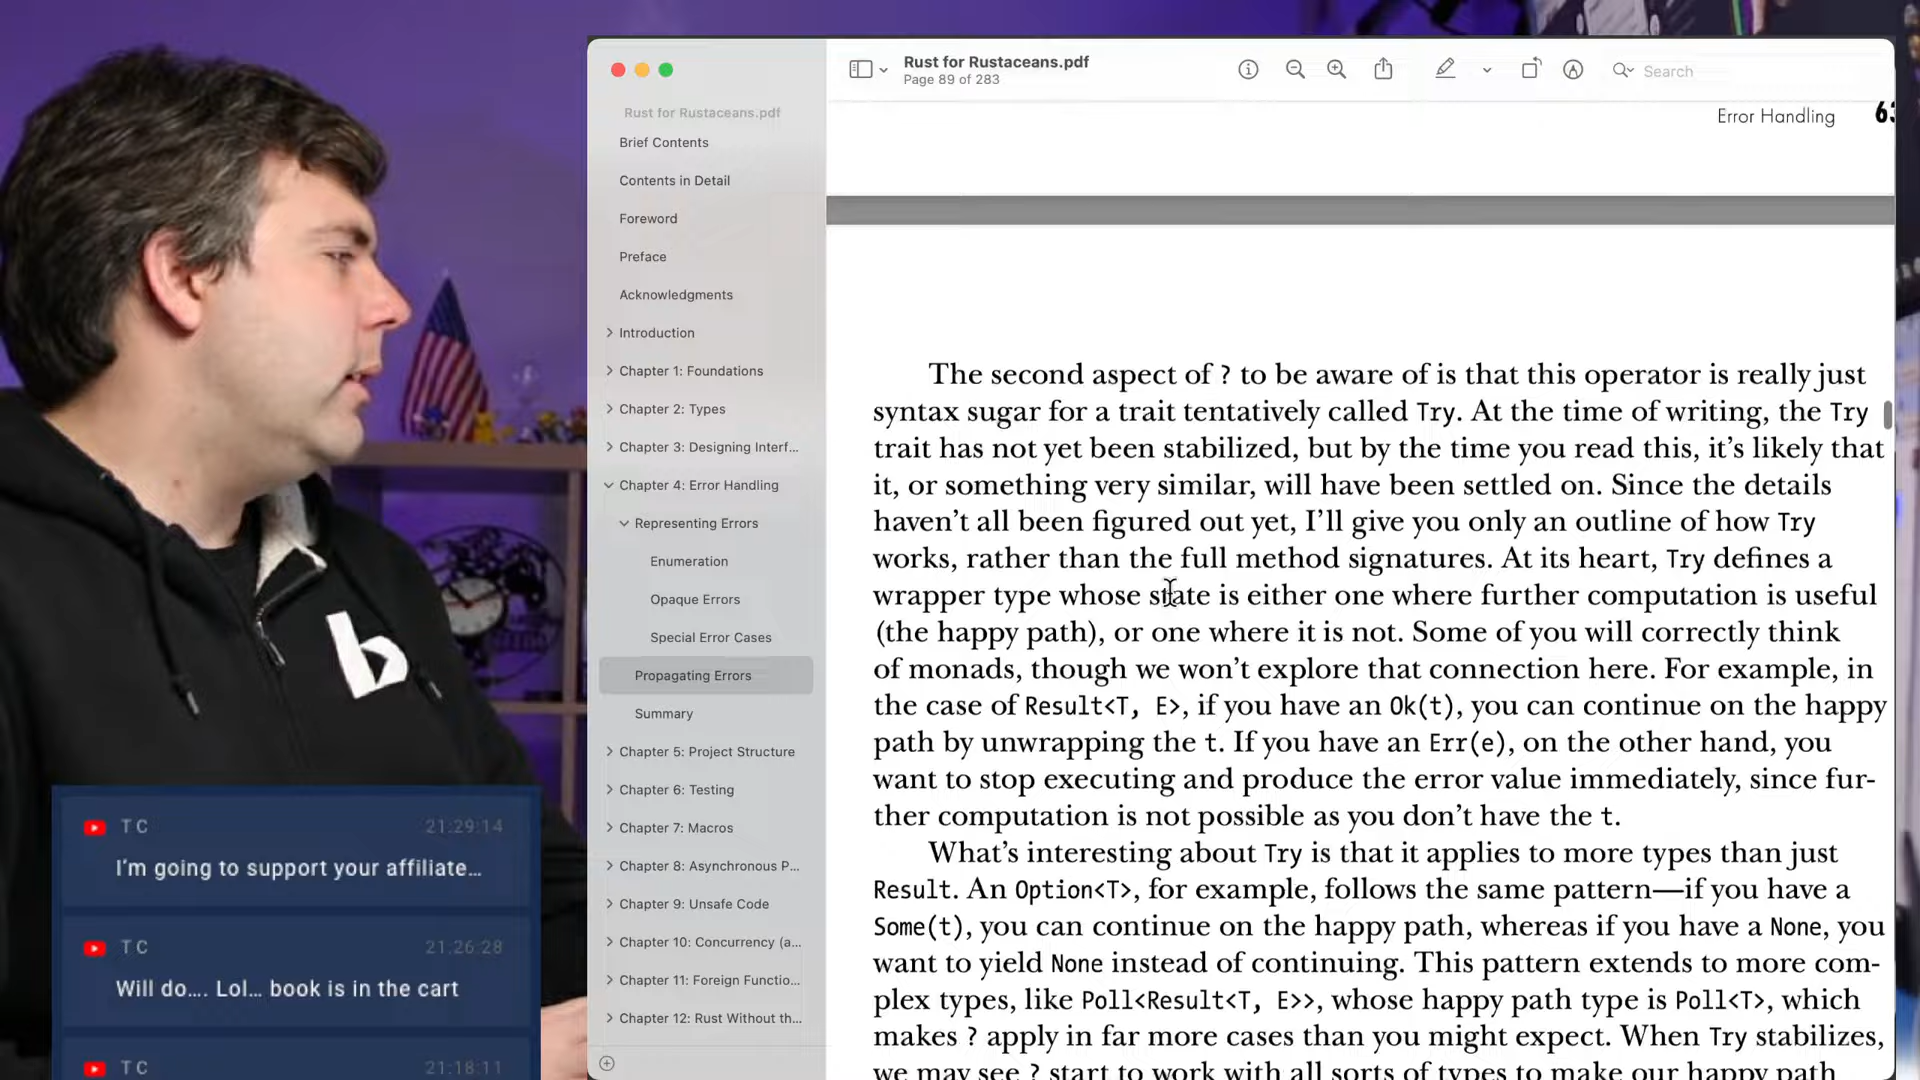 Rust for Rustaceans.pdf
Page 89 of 283
Search
Rust for Rustaceans.pdf
Brief Contents
Contents in Detail
Foreword
Preface
Acknowledgments
Introduction
Chapter 1: Foundations
Chapter 2: Types
Chapter 3: Designing Interf...
Chapter 4: Error Handling
Representing Errors
Enumeration
Opaque Errors
Special Error Cases
Propagating Errors
Summary
Chapter 5: Project Structure
Chapter 6: Testing
Chapter 7: Macros
Chapter 8: Asynchronous P...
Chapter 9: Unsafe Code
Chapter 10: Concurrency (a...
Chapter 11: Foreign Functio...
Chapter 12: Rust Without th...
Error Handling 63
The second aspect of ? to be aware of is that this operator is really just
syntax sugar for a trait tentatively called Try. At the time of writing, the Try
trait has not yet been stabilized, but by the time you read this, it's likely that
it, or something very similar, will have been settled on. Since the details
haven't all been figured out yet, I'll give you only an outline of how Try
works, rather than the full method signatures. At its heart, Try defines a
wrapper type whose state is either one where further computation is useful
(the happy path), or one where it is not. Some of you will correctly think
of monads, though we won't explore that connection here. For example, in
the case of Result<T, E>, if you have an Ok(t), you can continue on the happy
path by unwrapping the t. If you have an Err(e), on the other hand, you
want to stop executing and produce the error value immediately, since fur-
ther computation is not possible as you don't have the t.
What's interesting about Try is that it applies to more types than just
Result. An Option<T>, for example, follows the same pattern—if you have a
Some(t), you can continue on the happy path, whereas if you have a None, you
want to yield None instead of continuing. This pattern extends to more com-
plex types, like Poll<Result<T, E>>, whose happy path type is Poll<T>, which
makes ? apply in far more cases than you might expect. When Try stabilizes,
we may see ? start to work with all sorts of types to make our happy path
T C 21:29:14
I'm going to support your affiliate...
T C 21:26:28
Will do.... Lol... book is in the cart
T C 21:18:11
b